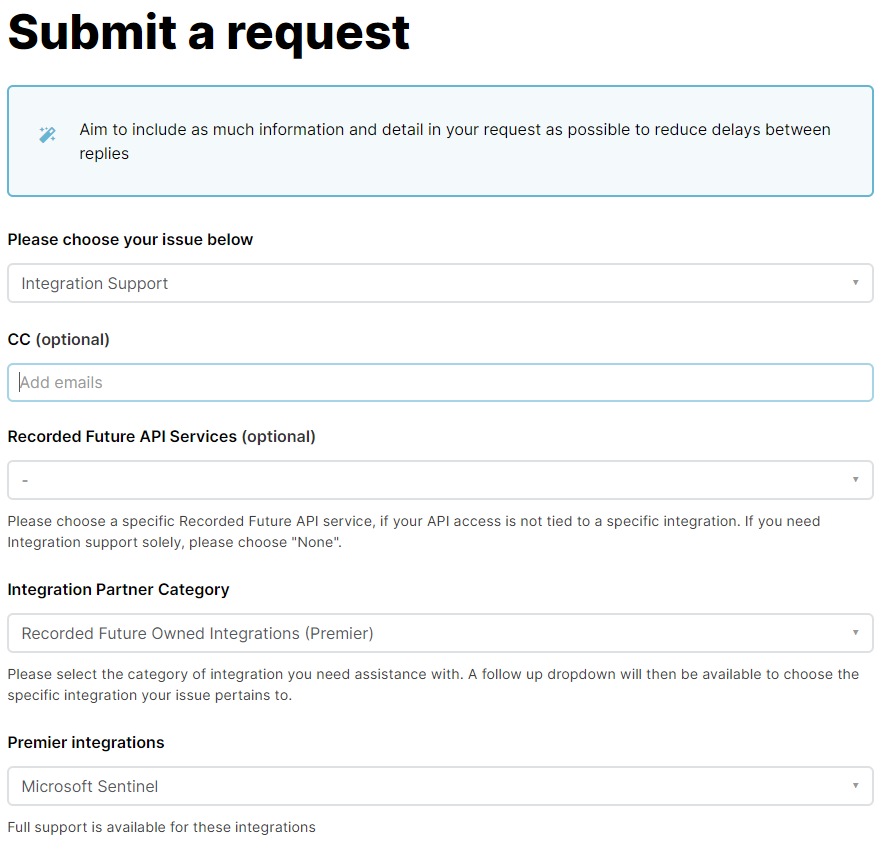 Submit a request
Aim to include as much information and detail in your request as possible to reduce delays between
replies
Please choose your issue below
Integration Support
CC (optional)
Add emails
Recorded Future API Services (optional)
-
Please choose a specific Recorded Future API service, if your API access is not tied to a specific integration. If you need
Integration support solely, please choose "None".
Integration Partner Category
Recorded Future Owned Integrations (Premier)
Please select the category of integration you need assistance with. A follow up dropdown will then be available to choose the
specific integration your issue pertains to.
Premier integrations
Microsoft Sentinel
Full support is available for these integrations